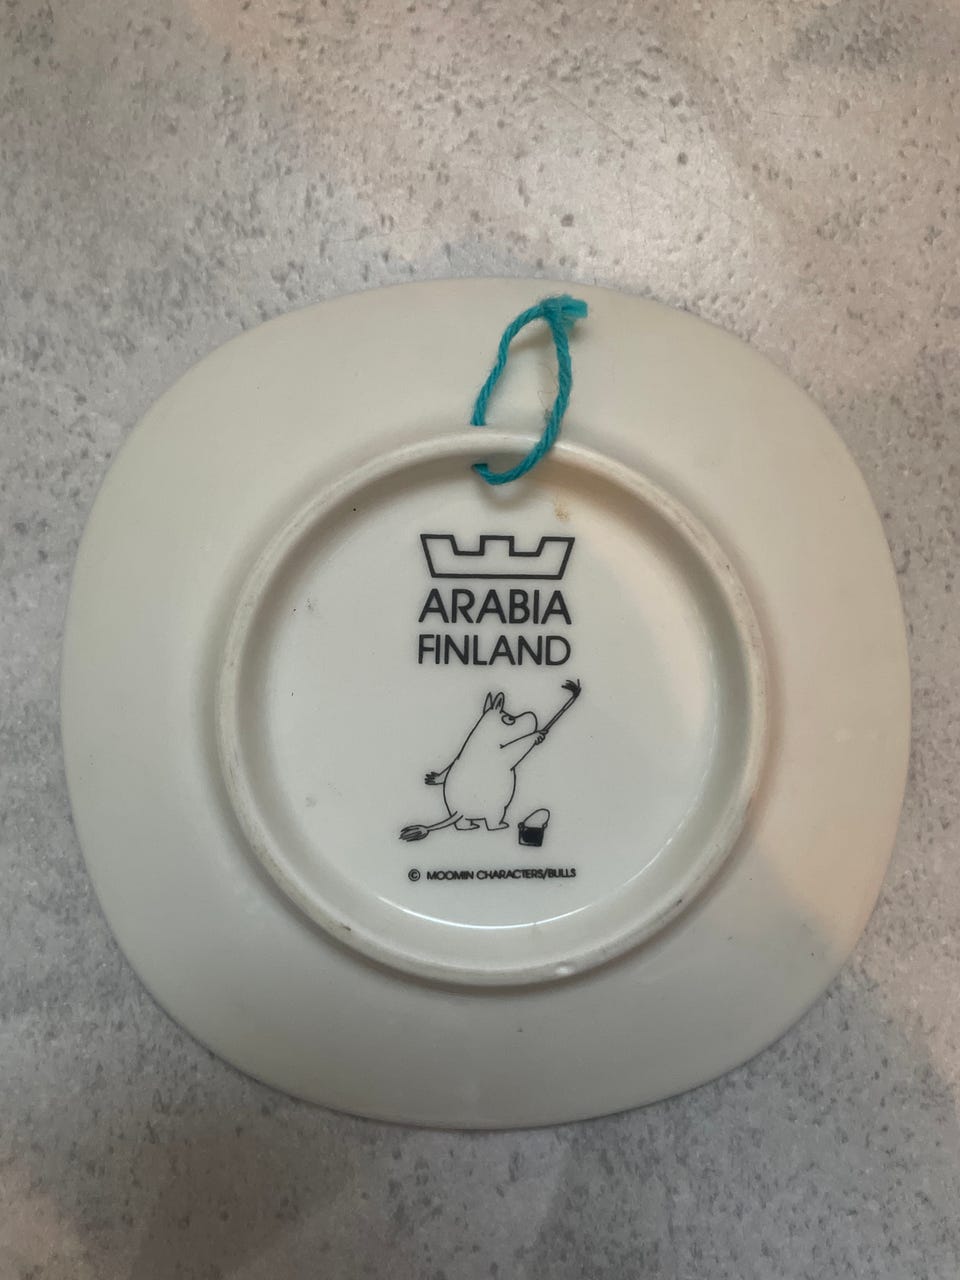 ARABIA
FINLAND
© MOOMIN CHARACTERS/BULLS